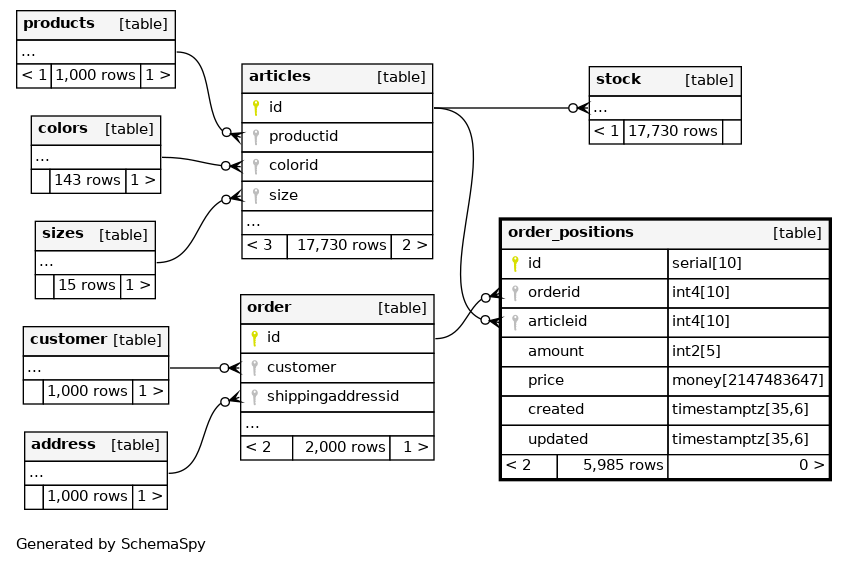 products [table]
...
< 1 1,000 rows 1 >
colors [table]
...
143 rows 1 >
sizes [table]
...
15 rows 1 >
customer [table]
...
1,000 rows 1 >
address [table]
...
1,000 rows 1 >
articles [table]
id
productid
colorid
size
...
< 3 17,730 rows 2 >
order [table]
id
customer
shippingaddressid
...
< 2 2,000 rows 1 >
stock [table]
...
< 1 17,730 rows
order_positions [table]
id serial[10]
orderid int4[10]
articleid int4[10]
amount int2[5]
price money[2147483647]
created timestamptz[35,6]
updated timestamptz[35,6]
< 2 5,985 rows 0 >
Generated by SchemaSpy